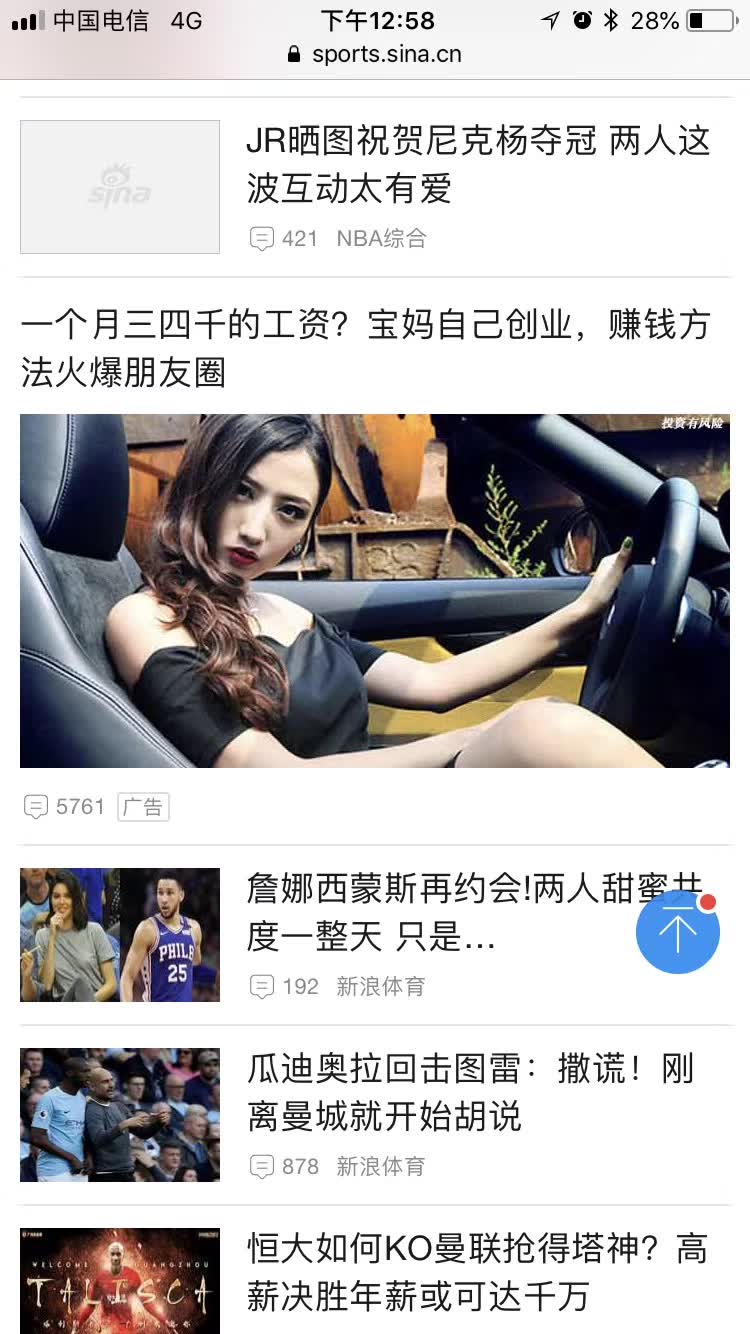 中国电信 4G 下午12:58 28%
sports.sina.cn
sina
JR晒图祝贺尼克杨夺冠 两人这
波互动太有爱
421 NBA综合
一个月三四千的工资？宝妈自己创业，赚钱方
法火爆朋友圈
投资有风险
5761 广告
詹娜西蒙斯再约会!两人甜蜜共
度一整天 只是...
PHILA
25
192 新浪体育
瓜迪奥拉回击图雷：撒谎！刚
离曼城就开始胡说
878 新浪体育
恒大如何KO曼联抢得塔神？高
薪决胜年薪或可达千万
WELCOME GUANGZHOU
TALISCA